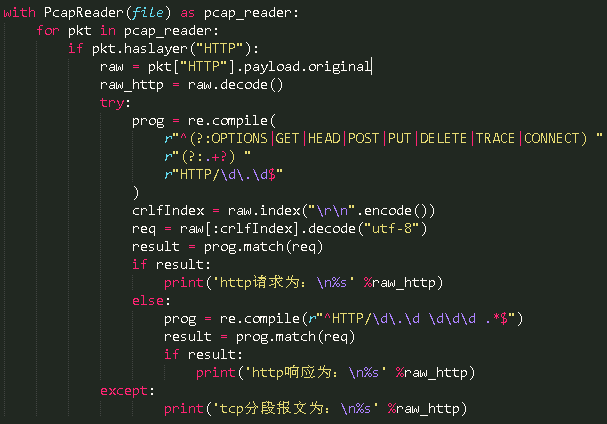 with PcapReader(file) as pcap_reader:
    for pkt in pcap_reader:
        if pkt.haslayer("HTTP"):
            raw = pkt["HTTP"].payload.original
            raw_http = raw.decode()
            try:
                prog = re.compile(
                    r"^(?:OPTIONS|GET|HEAD|POST|PUT|DELETE|TRACE|CONNECT) "
                    r"(?:.+?) "
                    r"HTTP/\d\.\d$"
                )
                crlfIndex = raw.index("\r\n".encode())
                req = raw[:crlfIndex].decode("utf-8")
                result = prog.match(req)
                if result:
                    print('http请求为：\n%s' %raw_http)
                else:
                    prog = re.compile(r"^HTTP/\d\.\d \d\d\d .*$")
                    result = prog.match(req)
                    if result:
                        print('http响应为：\n%s' %raw_http)
            except:
                    print('tcp分段报文为：\n%s' %raw_http)